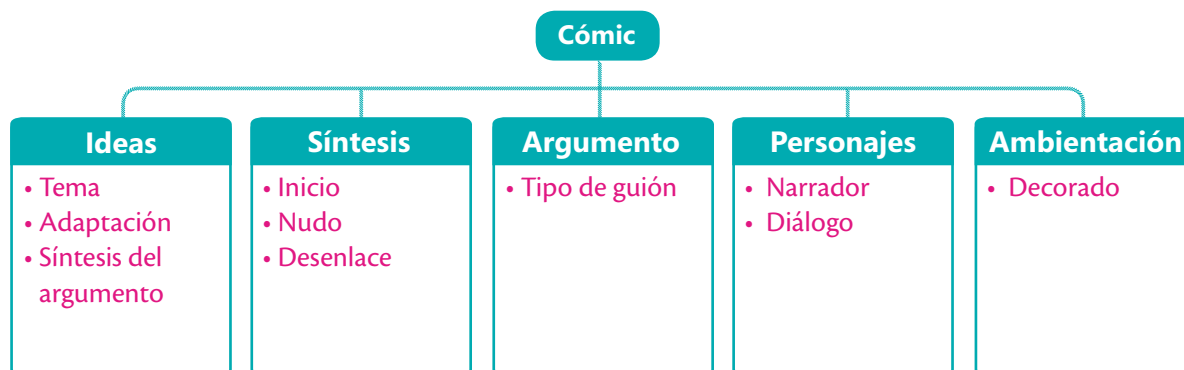 Cómic
Ideas
• Tema
• Adaptación
• Síntesis del
argumento
Síntesis
• Inicio
• Nudo
• Desenlace
Argumento
• Tipo de guión
Personajes
• Narrador
• Diálogo
Ambientación
• Decorado